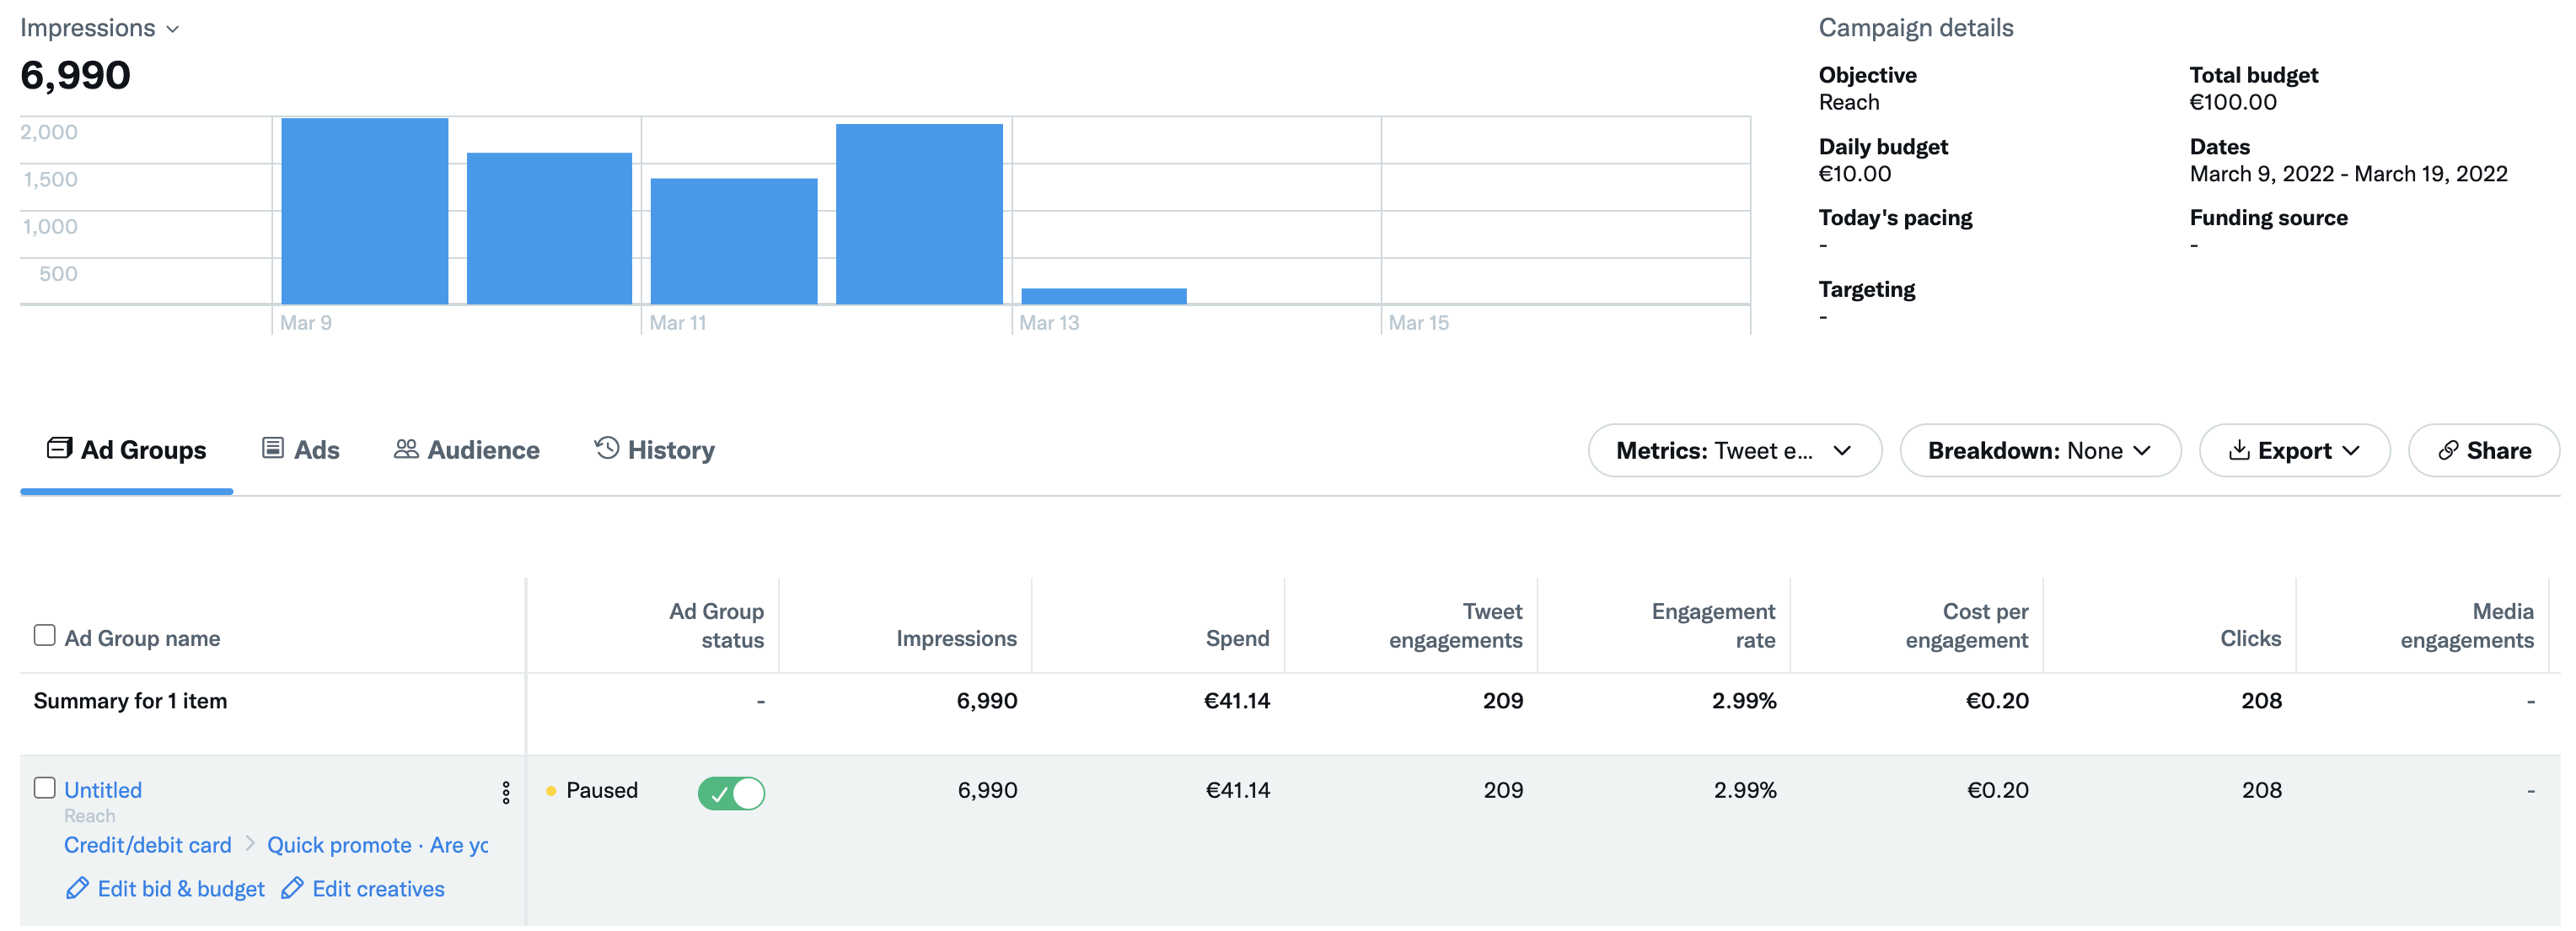 Impressions
6,990
2,000
1,500
1,000
500
Mar 9
Mar 11
Mar 13
Mar 15
Campaign details
Objective
Reach
Total budget
€100.00
Daily budget
€10.00
Dates
March 9, 2022 - March 19, 2022
Today's pacing
-
Funding source
-
Targeting
-
Ad Groups
Ads
Audience
History
Metrics: Tweet e...
Breakdown: None
Export
Share
Ad Group name
Ad Group
status
Impressions
Spend
Tweet
engagements
Engagement
rate
Cost per
engagement
Clicks
Media
engagements
Summary for 1 item - 6,990 €41.14 209 2.99% €0.20 208 -
Untitled Paused 6,990 €41.14 209 2.99% €0.20 208 -
Reach
Credit/debit card > Quick promote · Are yo
Edit bid & budget Edit creatives